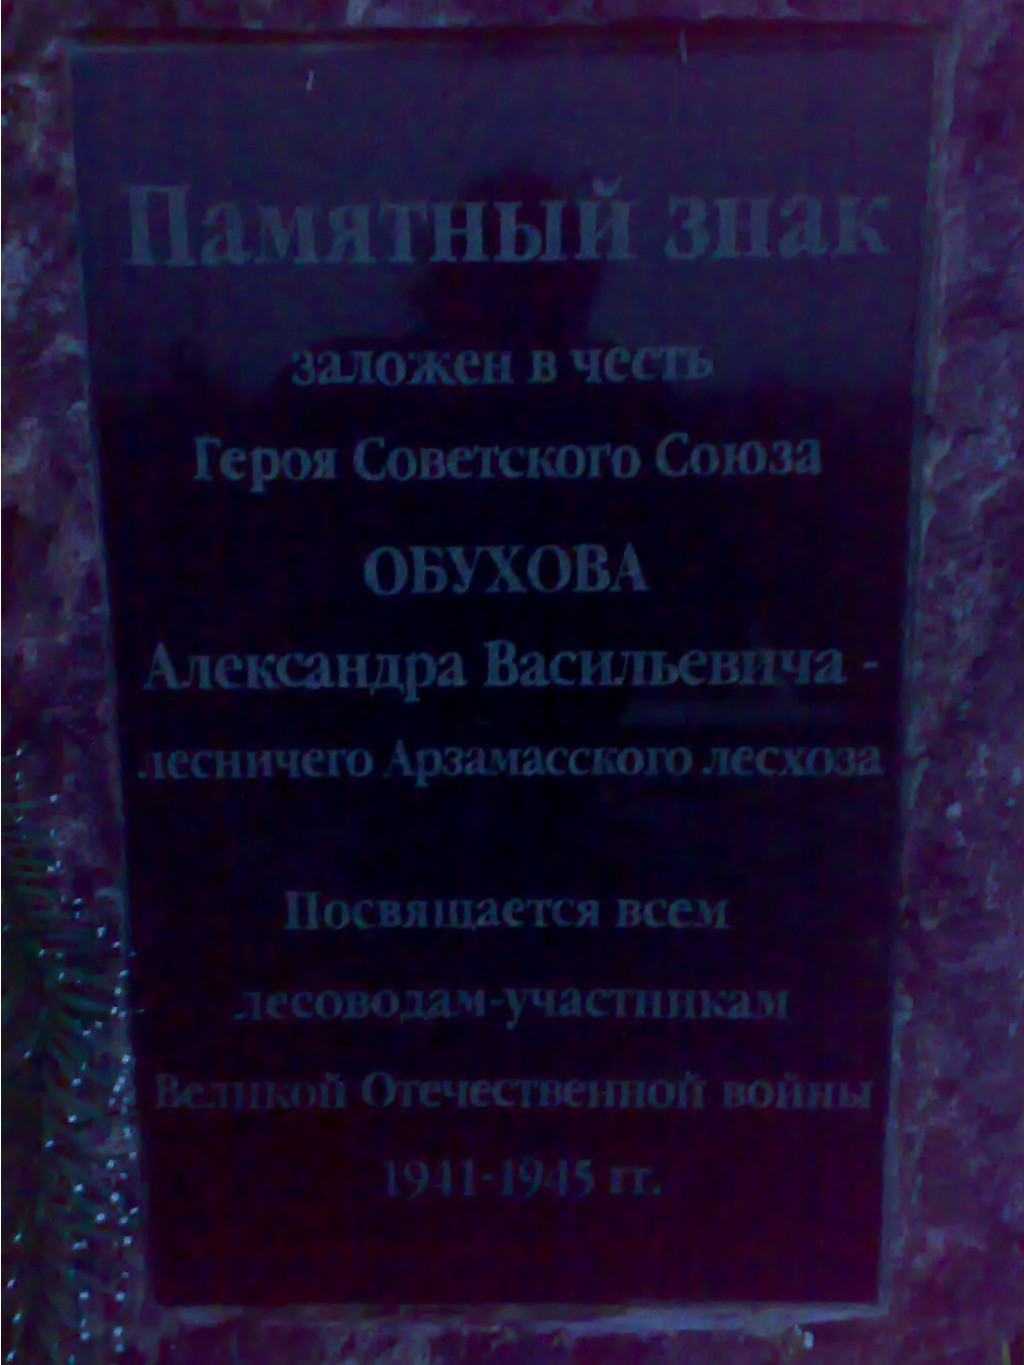 Памятный знак
заложен в честь
Героя Советского Союза
ОБУХОВА
Александра Васильевича -
лесничего Арзамасского лесхоза
Посвящается всем
лесоводам-участникам
Великой Отечественной войны
1941-1945 гг.